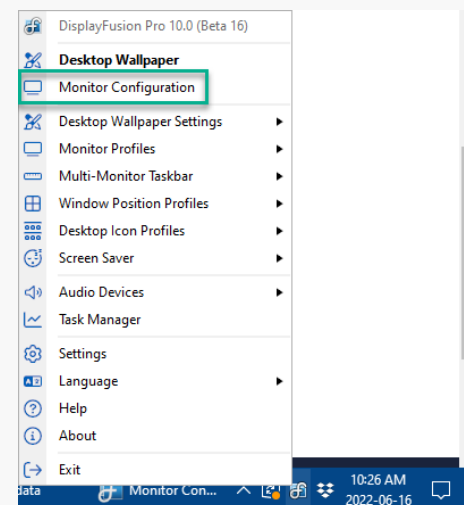 DisplayFusion Pro 10.0 (Beta 16)
Desktop Wallpaper
Monitor Configuration
Desktop Wallpaper Settings
Monitor Profiles
Multi-Monitor Taskbar
Window Position Profiles
Desktop Icon Profiles
Screen Saver
Audio Devices
Task Manager
Settings
Language
Help
About
Exit
data
Monitor Con...
10:26 AM
2022-06-16